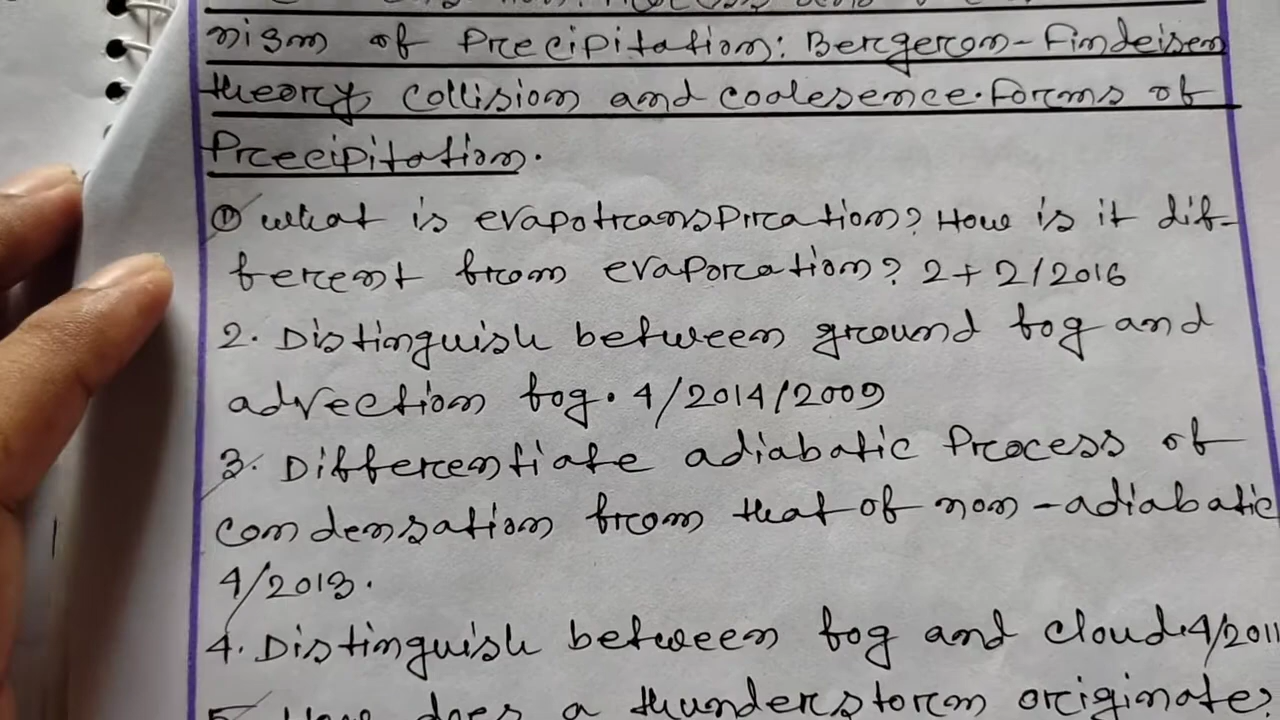 nism of Precipitation: Bergeron-Findeisen
theory, collision and coalesence. Forms of
Precipitation.
① What is evapotranspiration? How is it dif-
ferent from evaporation? 2+2/2016
2. Distinguish between ground fog and
advection fog. 4/2014/2009
3. Differentiate adiabatic Process of
condensation from that of non-adiabatic
4/2013.
4. Distinguish between fog and cloud. 4/2011
5. How does a thunderstorm originate?